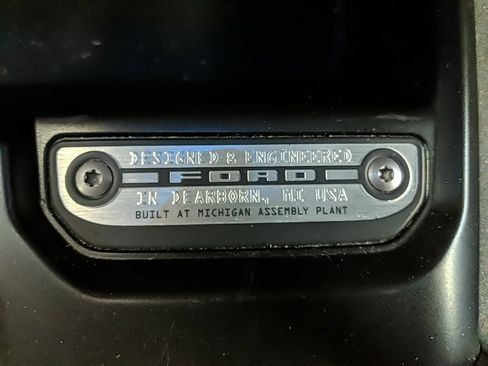 DESIGNED & ENGINEERED
FORD
IN DEARBORN, MI USA
BUILT AT MICHIGAN ASSEMBLY PLANT